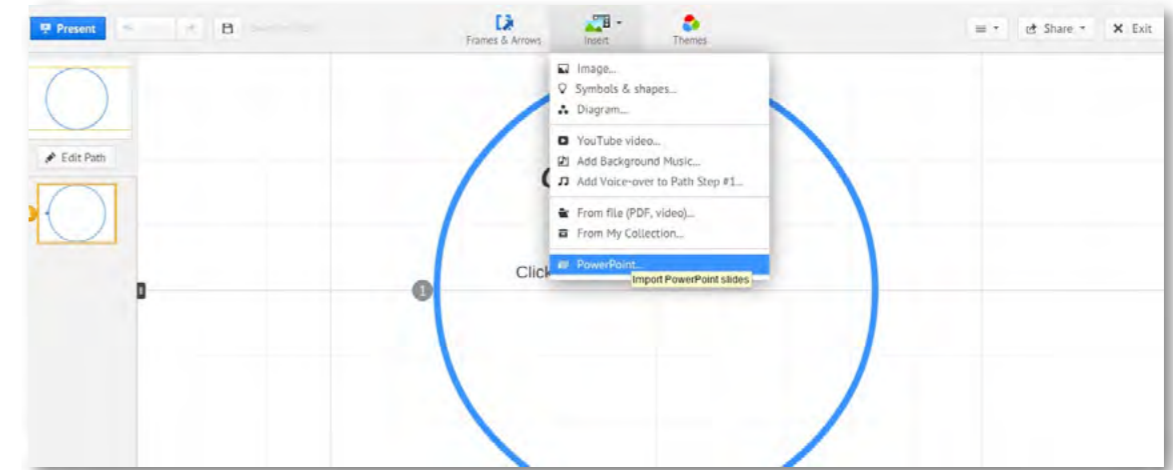 Present
Frames & Arrows
Insert
Themes
Share
Exit
Image...
Symbols & shapes...
Diagram...
YouTube video...
Add Background Music...
Add Voice-over to Path Step #1...
From file (PDF, video)...
From My Collection...
PowerPoint...
Import PowerPoint slides
Edit Path
Click
1